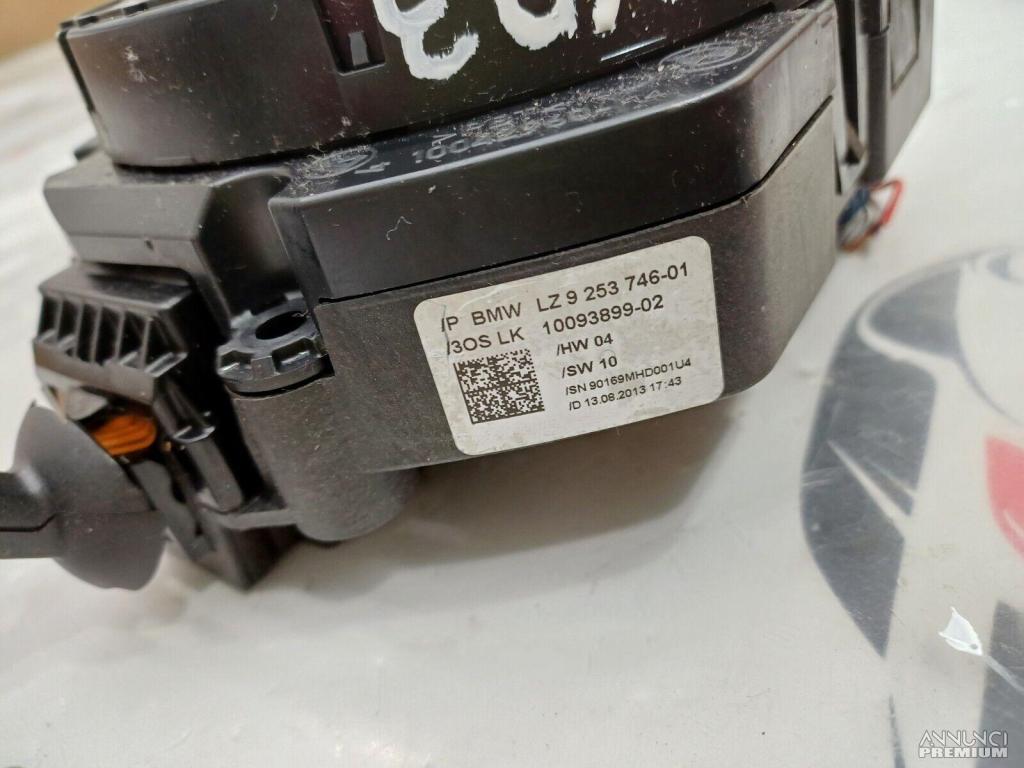 /P BMW LZ 9 253 746-01
/3OS LK 10093899-02
/HW 04
/SW 10
/SN 90169MHD001U4
/D 13.08.2013 17:43
ANNUNCI
PREMIUM